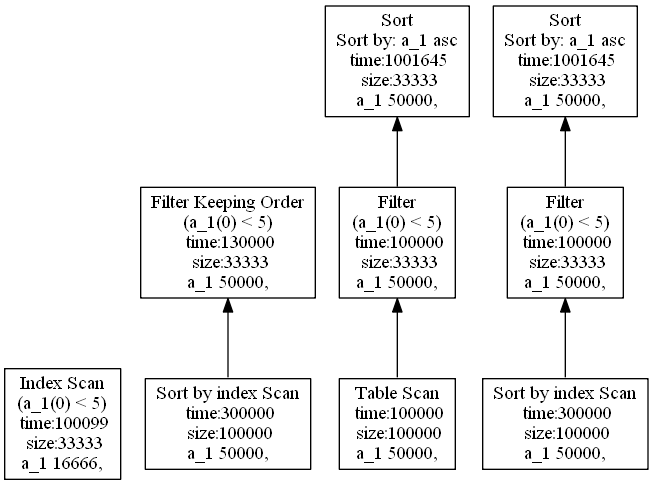 Sort
Sort by: a_1 asc
time:1001645
size:33333
a_1 50000,
Sort
Sort by: a_1 asc
time:1001645
size:33333
a_1 50000,
Filter Keeping Order
(a_1(0) < 5)
time:130000
size:33333
a_1 50000,
Filter
(a_1(0) < 5)
time:100000
size:33333
a_1 50000,
Filter
(a_1(0) < 5)
time:100000
size:33333
a_1 50000,
Index Scan
(a_1(0) < 5)
time:100099
size:33333
a_1 16666,
Sort by index Scan
time:300000
size:100000
a_1 50000,
Table Scan
time:100000
size:100000
a_1 50000,
Sort by index Scan
time:300000
size:100000
a_1 50000,